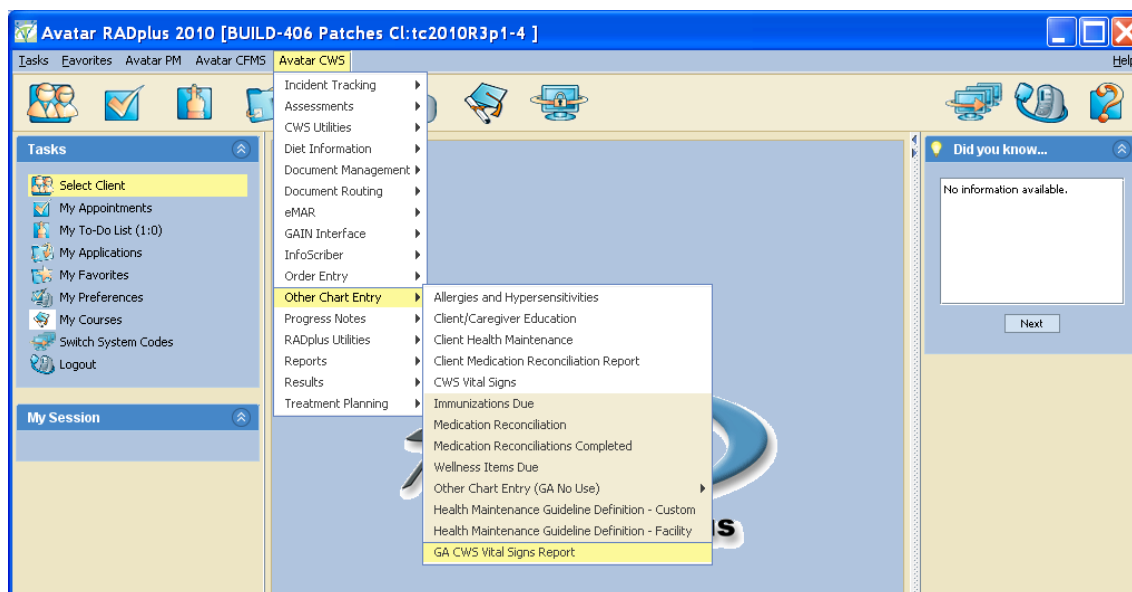 Avatar RADplus 2010 [BUILD-406 Patches Cl:tc2010R3p1-4 ]
Tasks Favorites Avatar PM Avatar CFMS Avatar CWS Help
Tasks
Select Client
My Appointments
My To-Do List (1:0)
My Applications
My Favorites
My Preferences
My Courses
Switch System Codes
Logout
My Session
Incident Tracking
Assessments
CWS Utilities
Diet Information
Document Management
Document Routing
eMAR
GAIN Interface
InfoScriber
Order Entry
Other Chart Entry
Progress Notes
RADplus Utilities
Reports
Results
Treatment Planning
Allergies and Hypersensitivities
Client/Caregiver Education
Client Health Maintenance
Client Medication Reconciliation Report
CWS Vital Signs
Immunizations Due
Medication Reconciliation
Medication Reconciliations Completed
Wellness Items Due
Other Chart Entry (GA No Use)
Health Maintenance Guideline Definition - Custom
Health Maintenance Guideline Definition - Facility
GA CWS Vital Signs Report
Did you know...
No information available.
Next